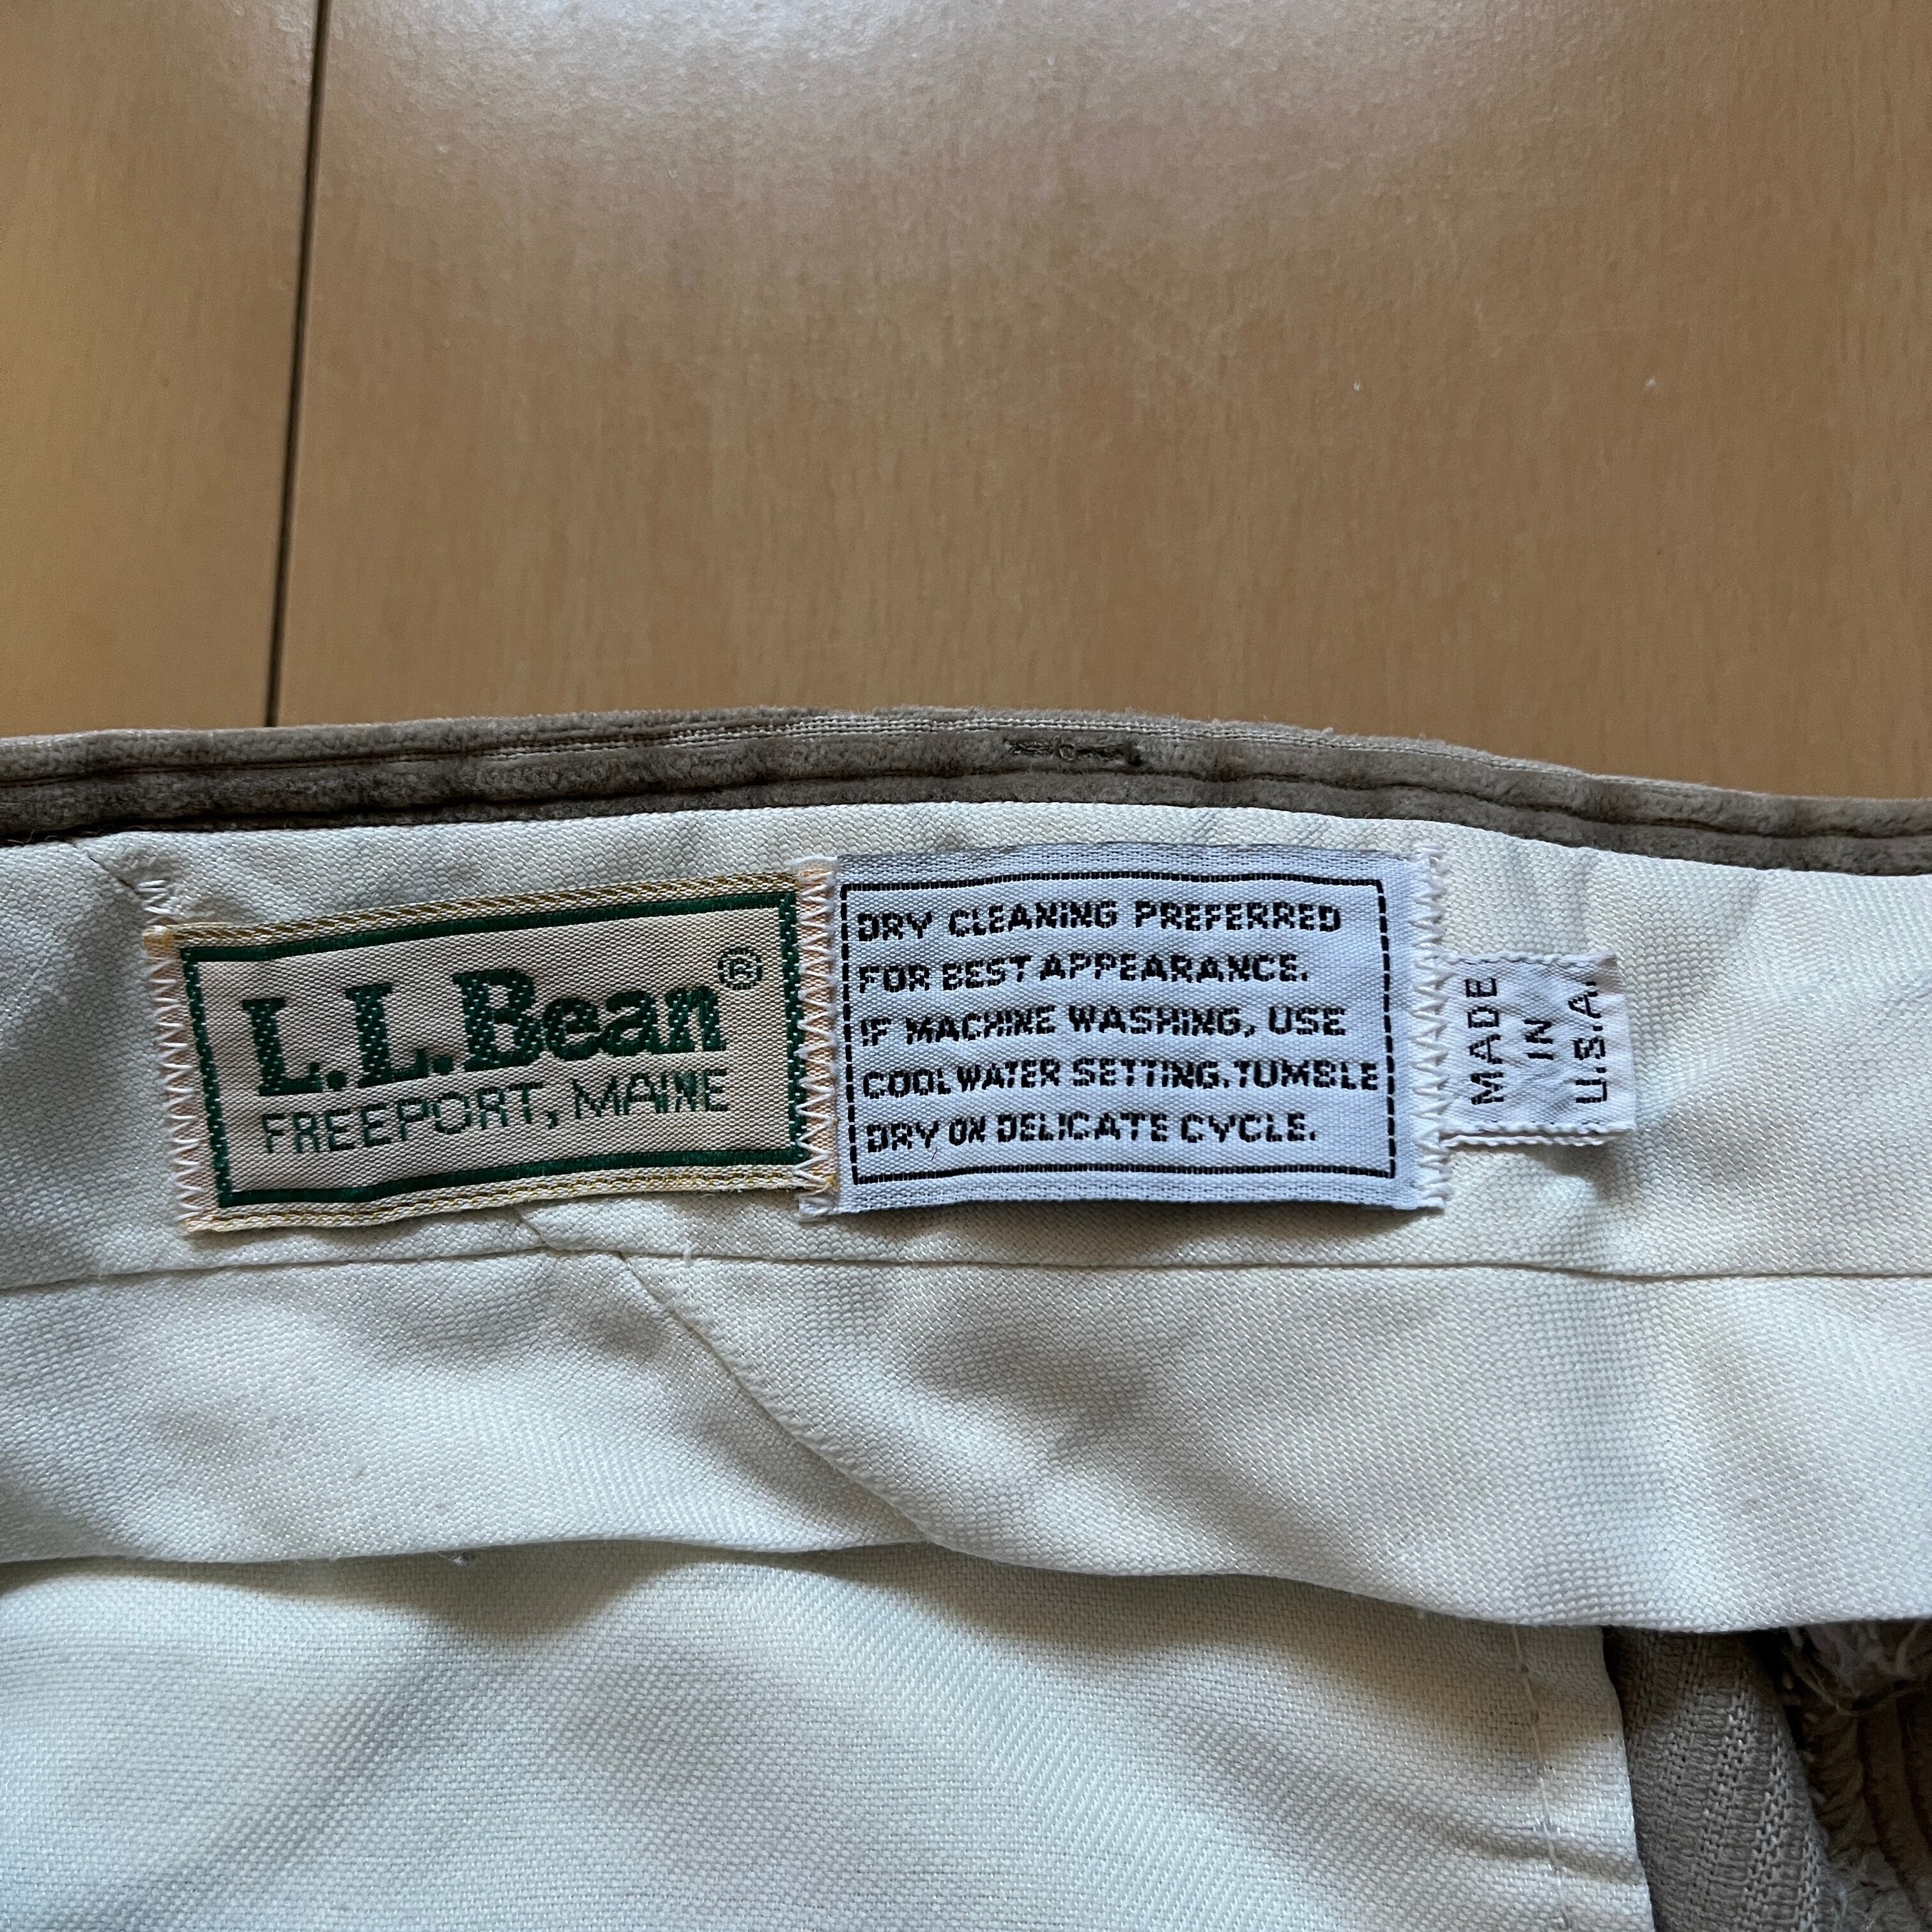 L.L.Bean®
FREEPORT, MAINE
DRY CLEANING PREFERRED
FOR BEST APPEARANCE.
IF MACHINE WASHING, USE
COOL WATER SETTING. TUMBLE
DRY ON DELICATE CYCLE.
MADE
IN
U.S.A.